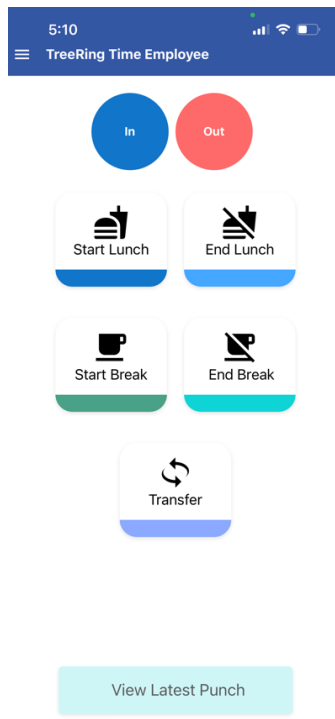 5:10
TreeRing Time Employee
In
Out
Start Lunch
End Lunch
Start Break
End Break
Transfer
View Latest Punch